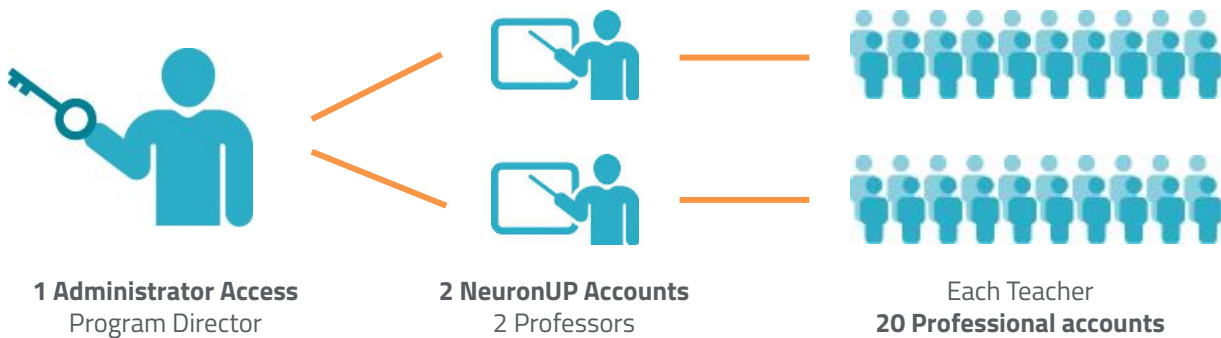 1 Administrator Access
Program Director
2 NeuronUP Accounts
2 Professors
Each Teacher
20 Professional accounts